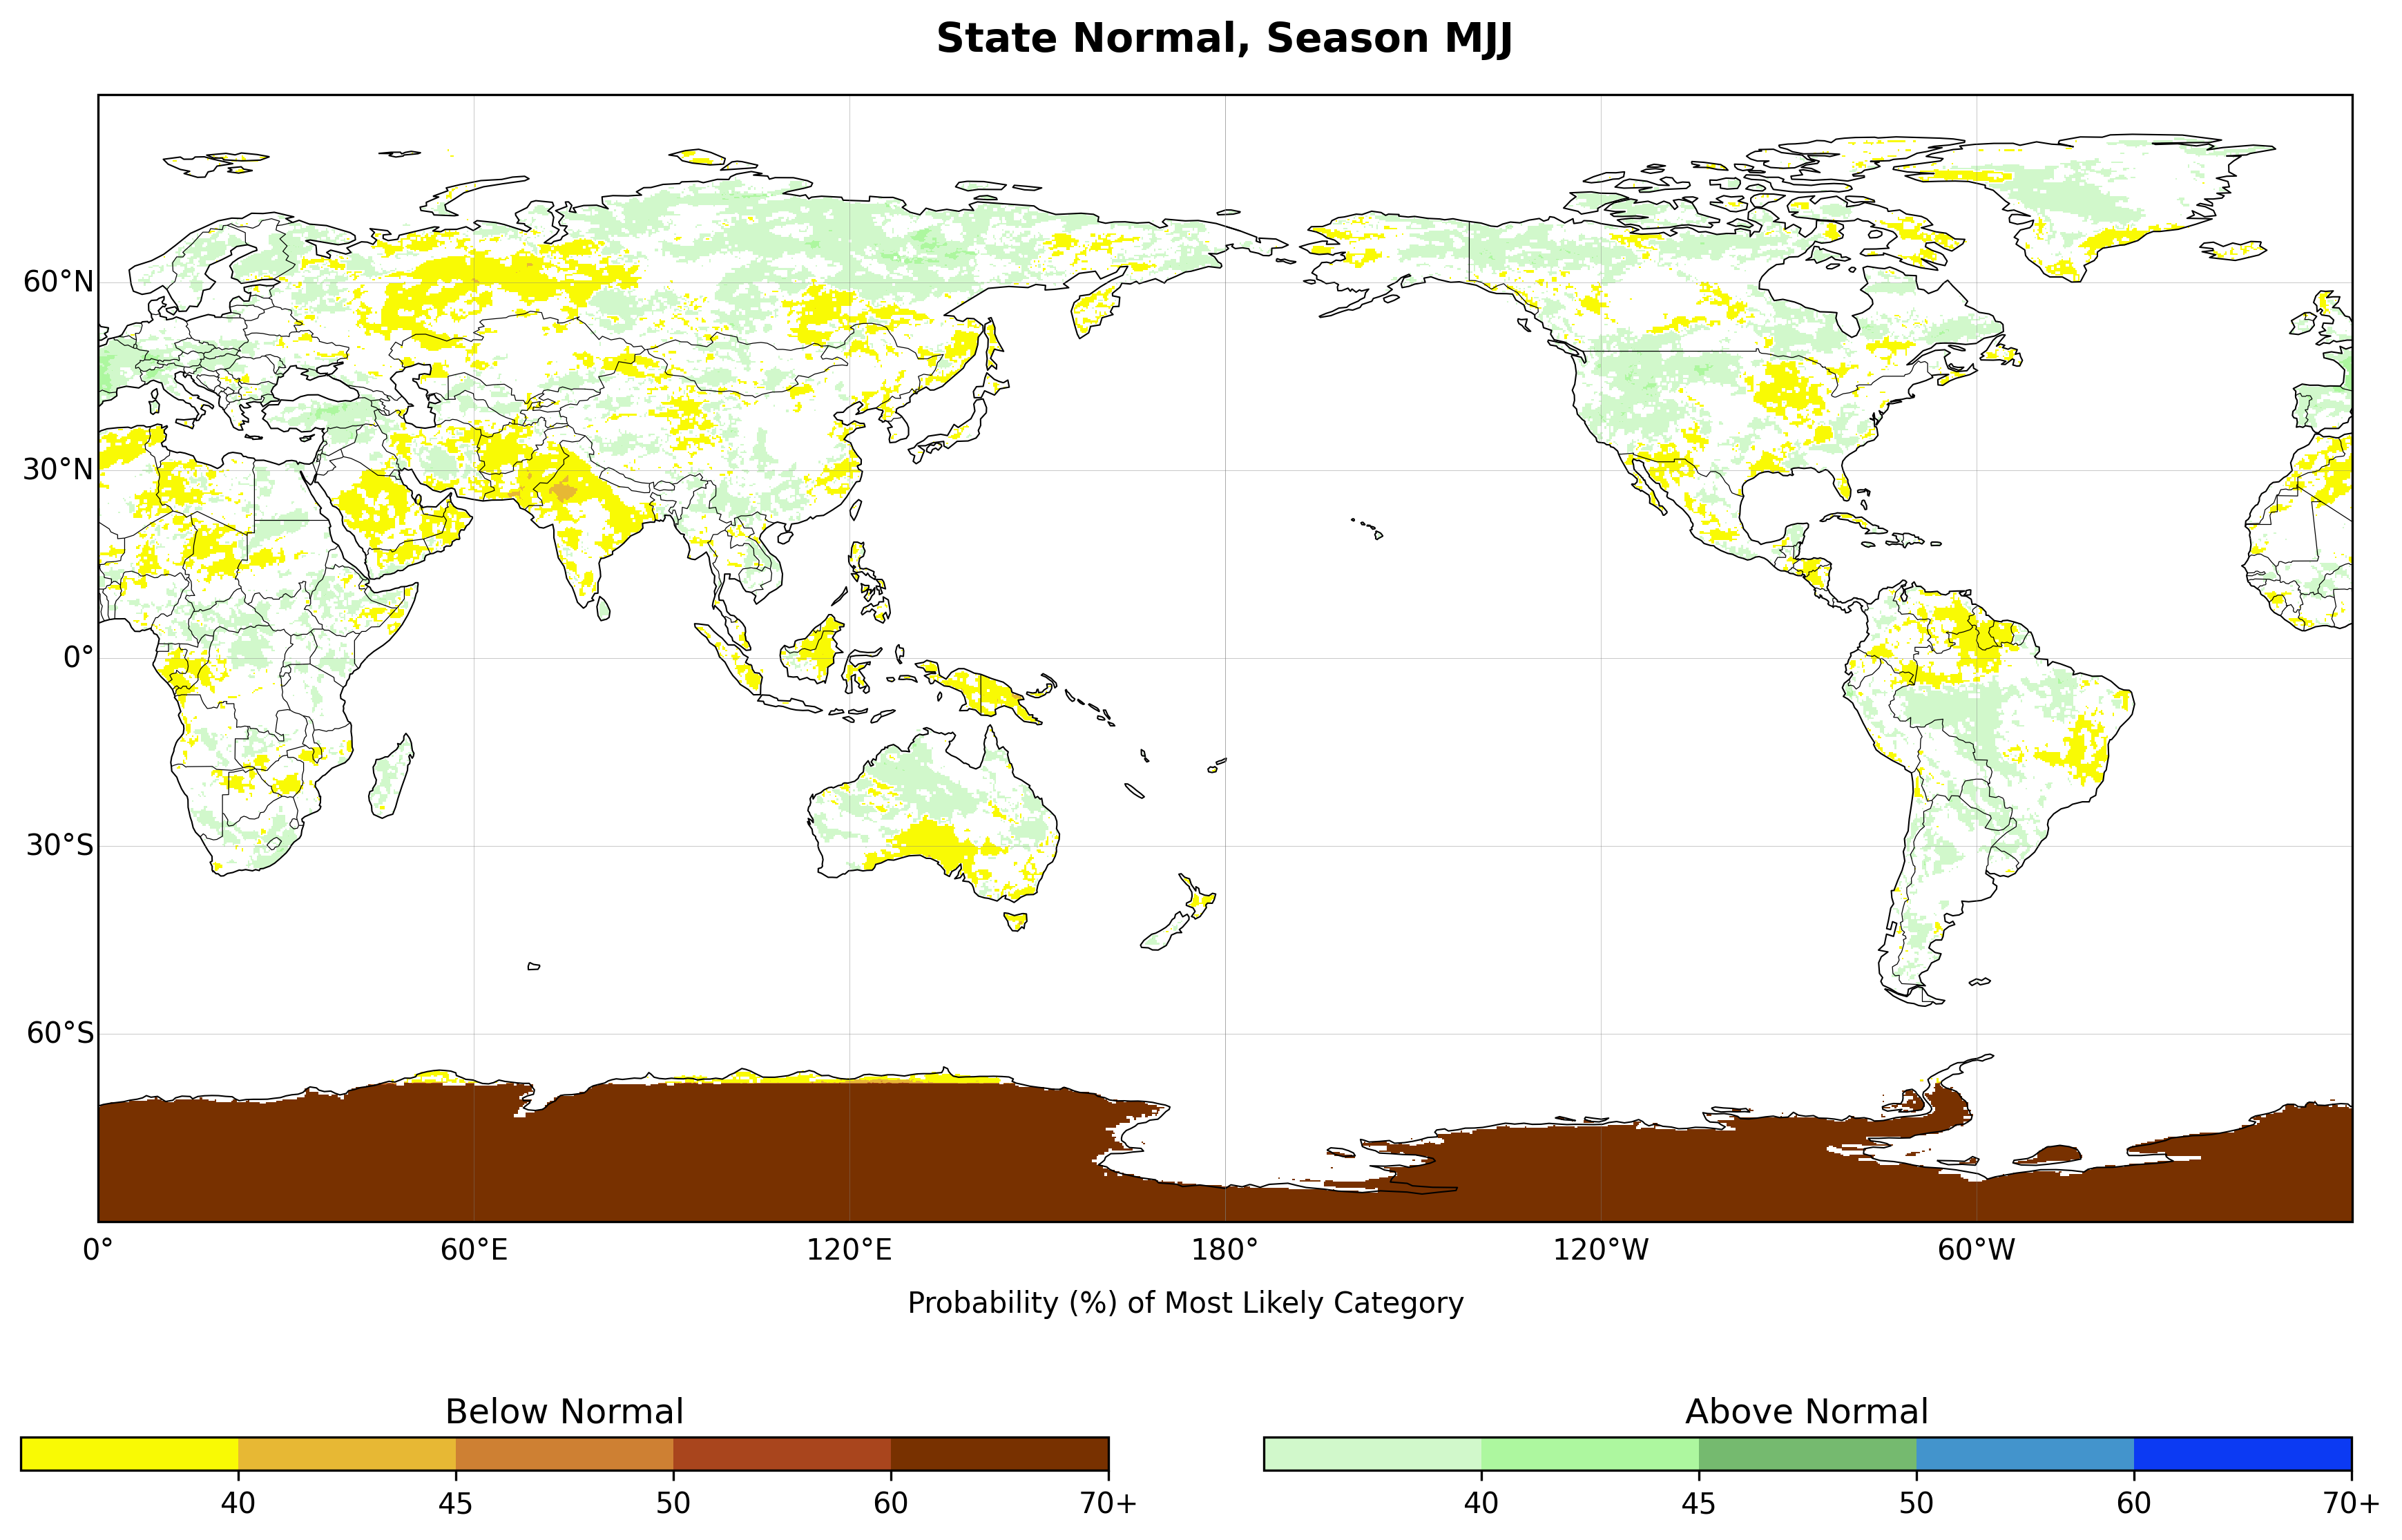 State Normal, Season MJJ
60°N
30°N
0°
30°S
60°S
0° 60°E 120°E 180° 120°W 60°W
Probability (%) of Most Likely Category
Below Normal
40 45 50 60 70+
Above Normal
40 45 50 60 70+